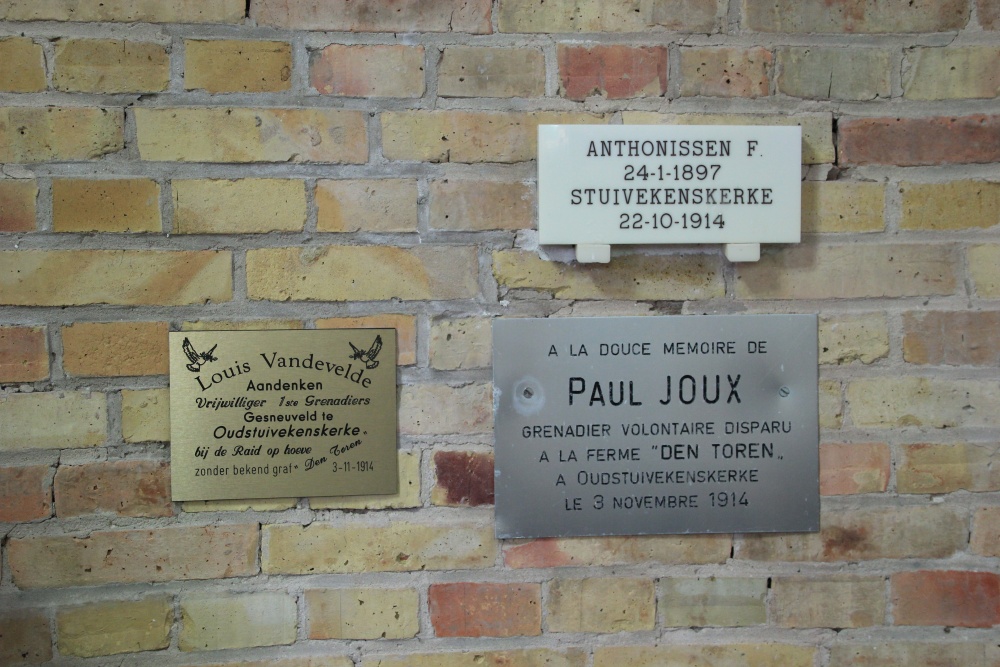 ANTHONISSEN F.
24-1-1897
STUIVEKENSKERKE
22-10-1914
Louis Vandevelde
Aandenken
Vrijwilliger 1ste Grenadiers
Gesneuveld te
Oudstuivekenskerke
bij de Raid op hoeve Den Toren
zonder bekend graf 3-11-1914
A LA DOUCE MEMOIRE DE
PAUL JOUX
GRENADIER VOLONTAIRE DISPARU
A LA FERME "DEN TOREN"
A OUDSTUIVEKENSKERKE
LE 3 NOVEMBRE 1914